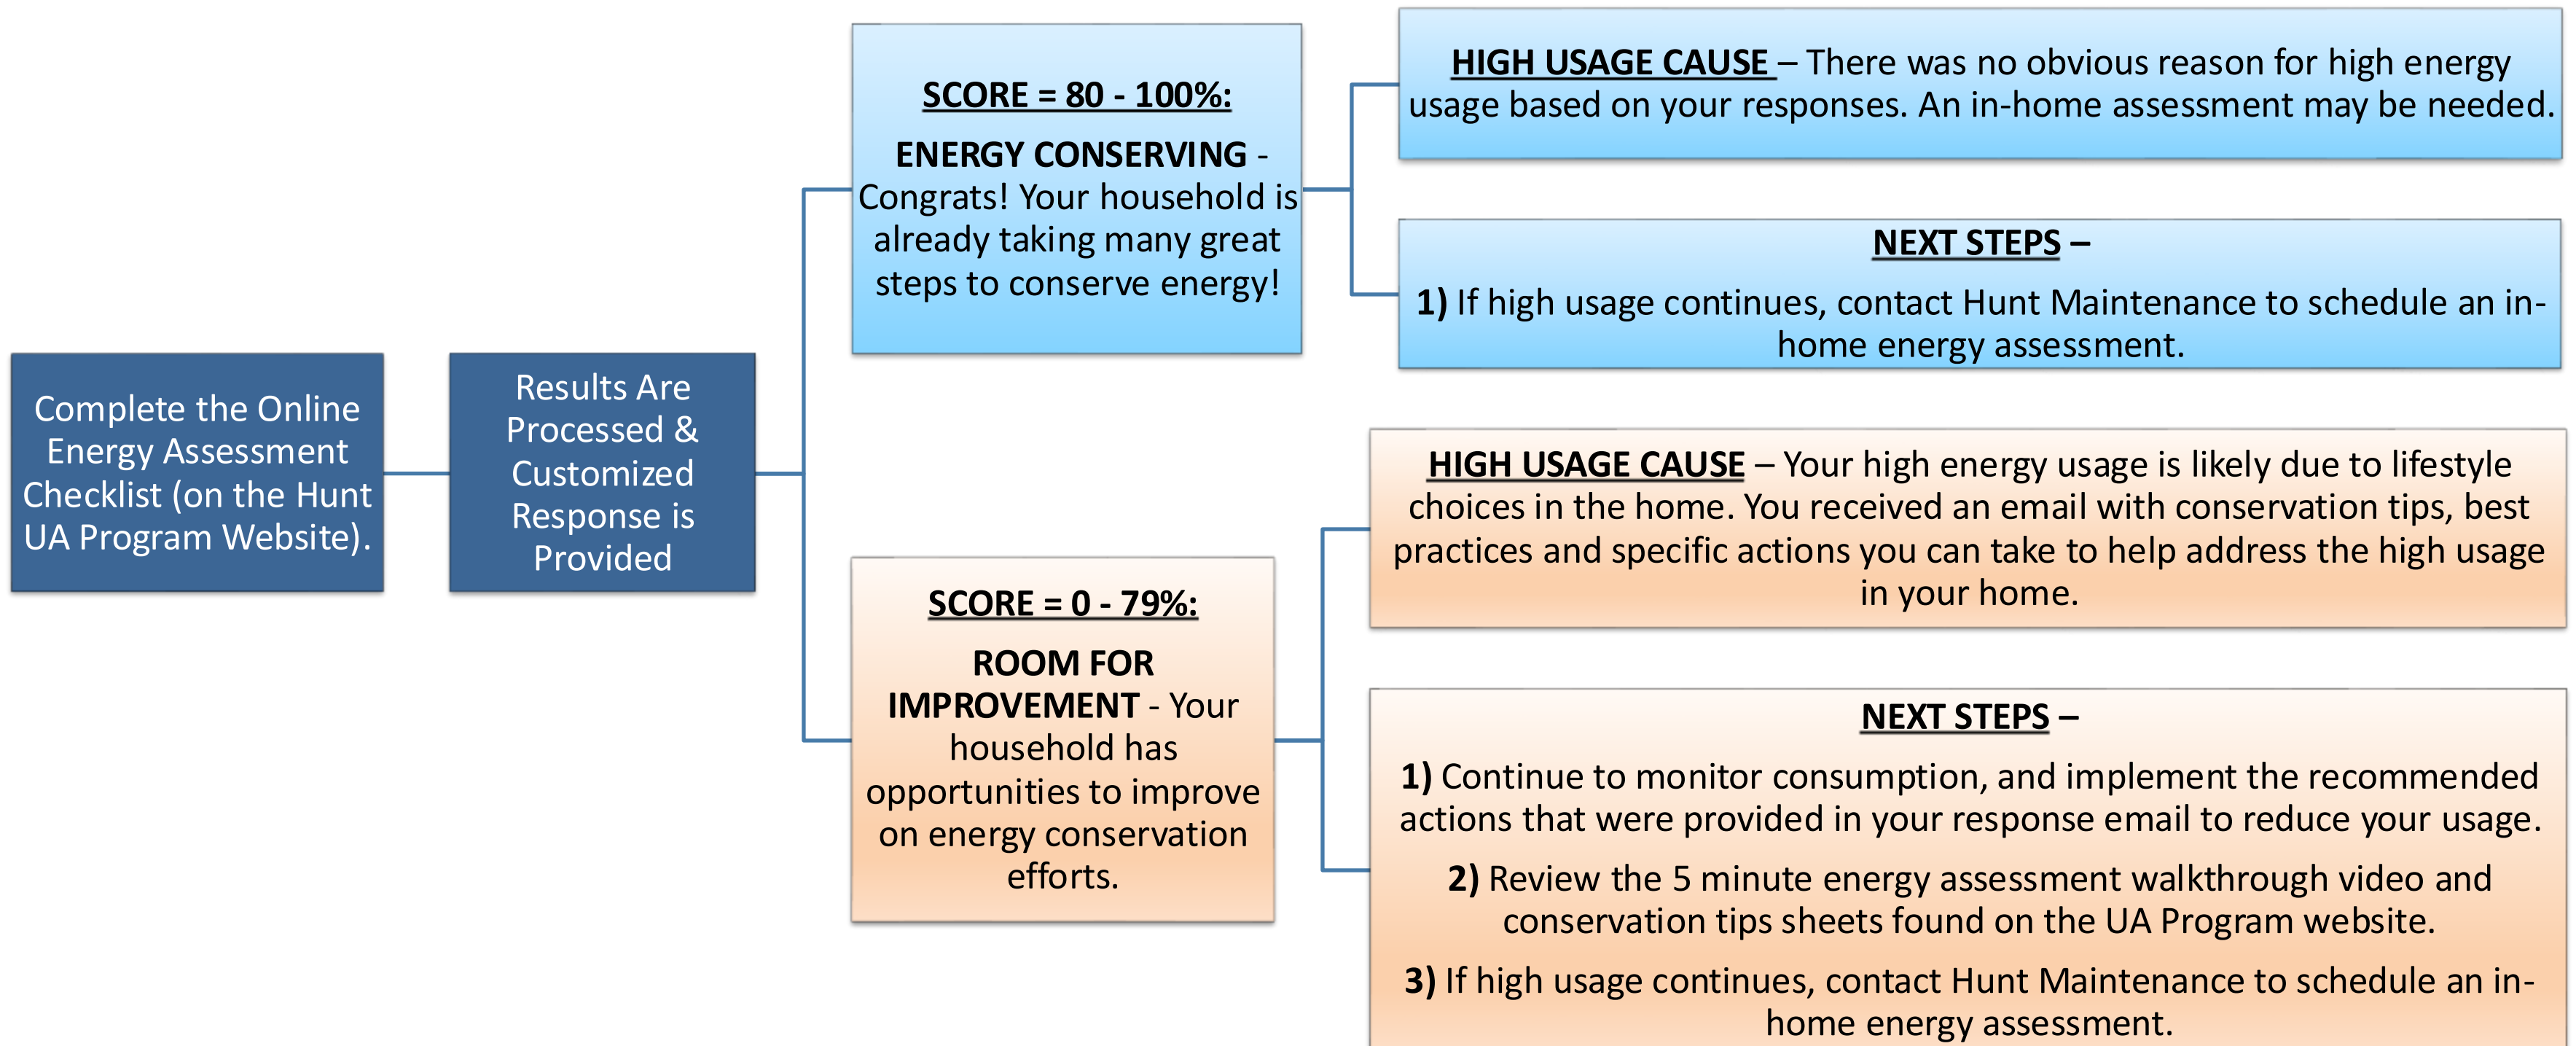 Complete the Online
Energy Assessment
Checklist (on the Hunt
UA Program Website).
Results Are
Processed &
Customized
Response is
Provided
SCORE = 80 - 100%:
ENERGY CONSERVING -
Congrats! Your household is
already taking many great
steps to conserve energy!
HIGH USAGE CAUSE – There was no obvious reason for high energy
usage based on your responses. An in-home assessment may be needed.
NEXT STEPS –
1) If high usage continues, contact Hunt Maintenance to schedule an in-
home energy assessment.
SCORE = 0 - 79%:
ROOM FOR
IMPROVEMENT - Your
household has
opportunities to improve
on energy conservation
efforts.
HIGH USAGE CAUSE – Your high energy usage is likely due to lifestyle
choices in the home. You received an email with conservation tips, best
practices and specific actions you can take to help address the high usage
in your home.
NEXT STEPS –
1) Continue to monitor consumption, and implement the recommended
actions that were provided in your response email to reduce your usage.
2) Review the 5 minute energy assessment walkthrough video and
conservation tips sheets found on the UA Program website.
3) If high usage continues, contact Hunt Maintenance to schedule an in-
home energy assessment.